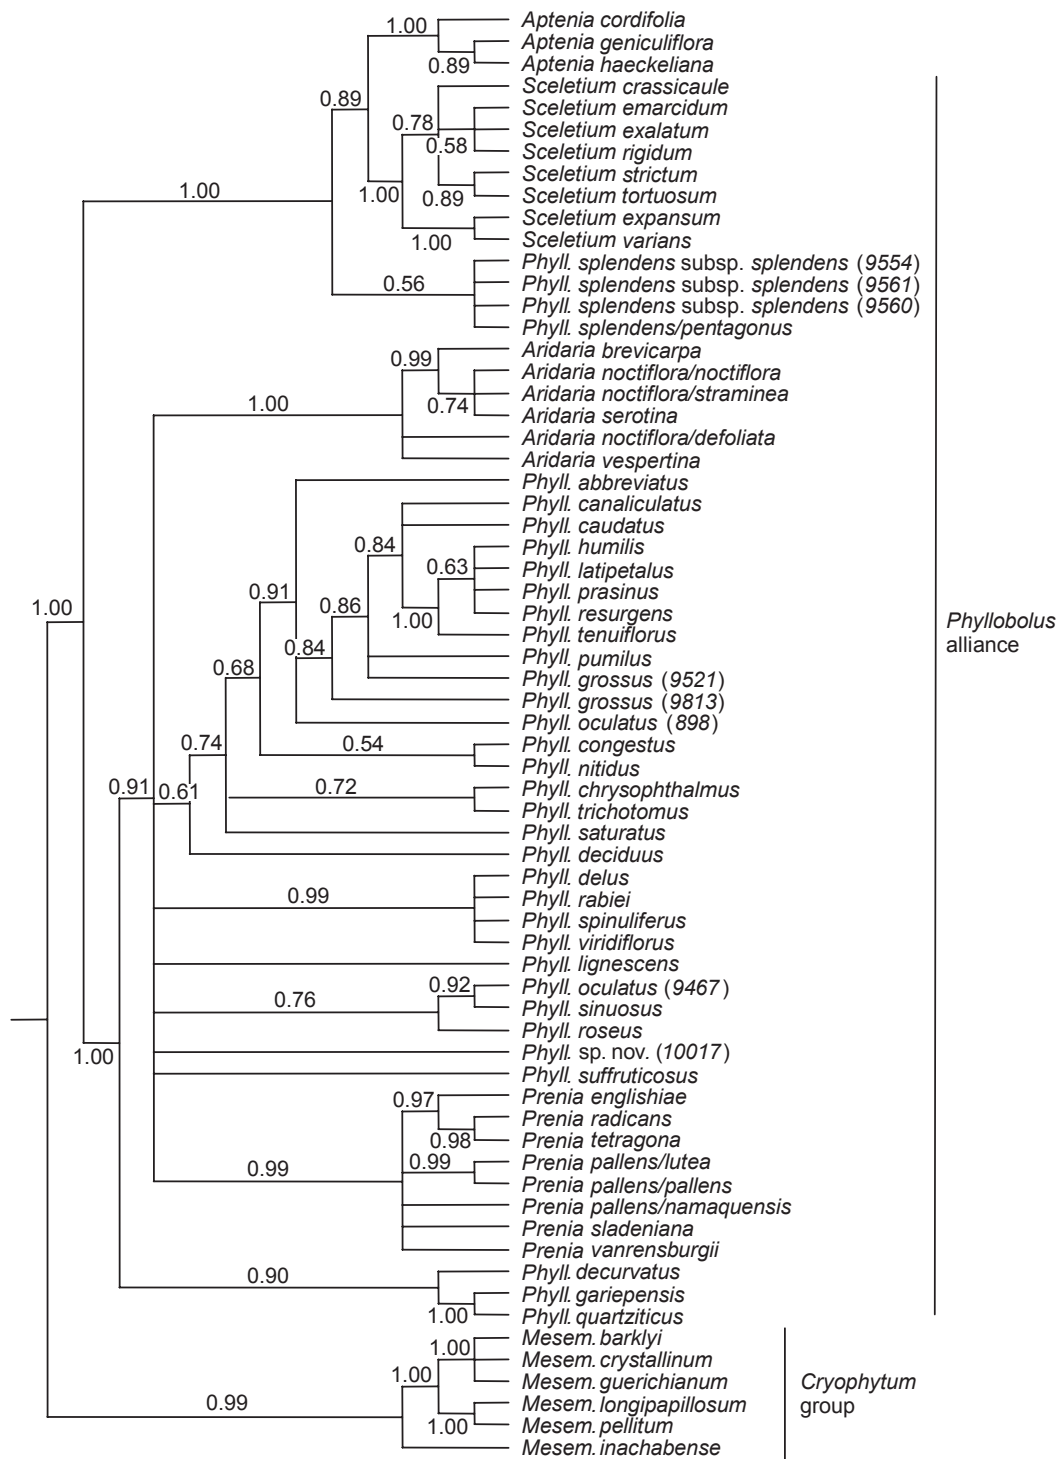 1.00
Aptenia cordifolia
Aptenia geniculiflora
0.89
Aptenia haeckeliana
Sceletium crassicaule
0.89
Sceletium emarcidum
0.78
Sceletium exalatum
0.58
Sceletium rigidum
Sceletium strictum
1.00
1.00
0.89
Sceletium tortuosum
Sceletium expansum
1.00
Sceletium varians
Phyll. splendens subsp. splendens (9554)
0.56
Phyll. splendens subsp. splendens (9561)
Phyll. splendens subsp. splendens (9560)
Phyll. splendens/pentagonus
0.99
Aridaria brevicarpa
Aridaria noctiflora/noctiflora
1.00
0.74
Aridaria noctiflora/straminea
Aridaria serotina
Aridaria noctiflora/defoliata
Aridaria vespertina
Phyll. abbreviatus
Phyll. canaliculatus
Phyll. caudatus
0.84
Phyll. humilis
0.63
Phyll. latipetalus
0.91
Phyll. prasinus
1.00
0.86
1.00
Phyll. resurgens
Phyll. tenuiflorus
0.84
Phyll. pumilus
0.68
Phyll. grossus (9521)
Phyll. grossus (9813)
Phyll. oculatus (898)
0.74
0.54
Phyll. congestus
Phyll. nitidus
0.91
0.61
0.72
Phyll. chrysophthalmus
Phyll. trichotomus
Phyll. saturatus
Phyll. deciduus
Phyll. delus
0.99
Phyll. rabiei
Phyll. spinuliferus
Phyll. viridiflorus
Phyll. lignescens
0.92
Phyll. oculatus (9467)
0.76
Phyll. sinuosus
Phyll. roseus
1.00
Phyll. sp. nov. (10017)
Phyll. suffruticosus
0.97
Prenia englishiae
Prenia radicans
0.98
Prenia tetragona
0.99
0.99
Prenia pallens/lutea
Prenia pallens/pallens
Prenia pallens/namaquensis
Prenia sladeniana
Prenia vanrensburgii
0.90
Phyll. decurvatus
Phyll. gariepensis
1.00
Phyll. quartziticus
Phyllobolus
alliance
1.00
Mesem. barklyi
1.00
Mesem. crystallinum
Mesem. guerichianum
0.99
Mesem. longipapillosum
1.00
Mesem. pellitum
Mesem. inachabense
Cryophytum
group